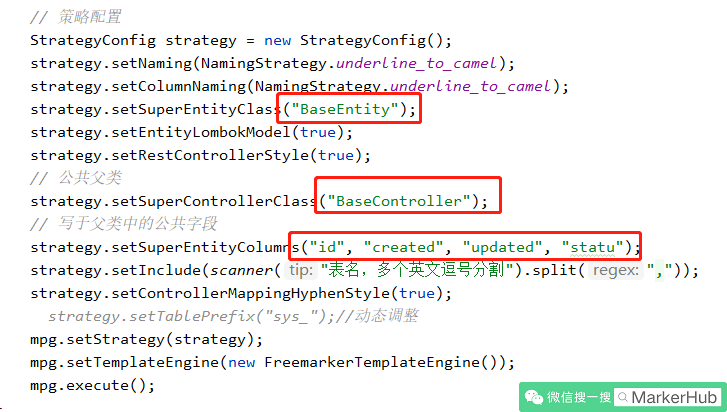 // 策略配置
StrategyConfig strategy = new StrategyConfig();
strategy.setNaming(NamingStrategy.underline_to_camel);
strategy.setColumnNaming(NamingStrategy.underline_to_camel);
strategy.setSuperEntityClass("BaseEntity");
strategy.setEntityLombokModel(true);
strategy.setRestControllerStyle(true);
// 公共父类
strategy.setSuperControllerClass("BaseController");
// 写于父类中的公共字段
strategy.setSuperEntityColumns("id", "created", "updated", "statu");
strategy.setInclude(scanner( tip: "表名，多个英文逗号分割").split( regex: ","));
strategy.setControllerMappingHyphenStyle(true);
strategy.setTablePrefix("sys_");//动态调整
mpg.setStrategy(strategy);
mpg.setTemplateEngine(new FreemarkerTemplateEngine());
mpg.execute();
微信搜一搜 MarkerHub